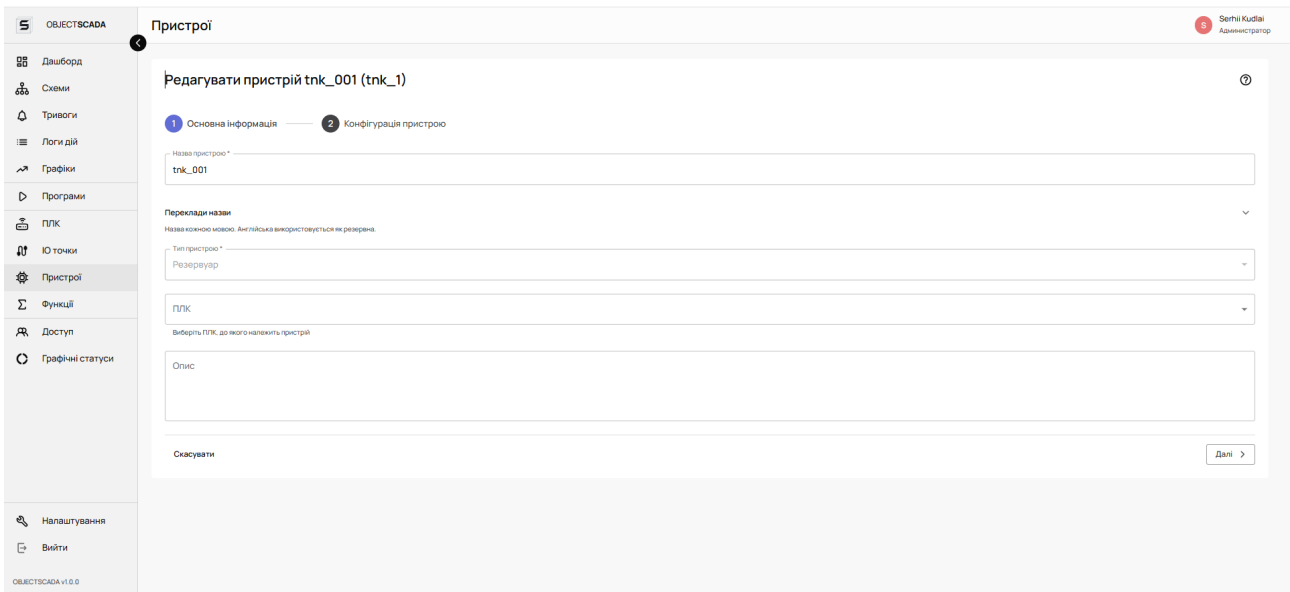 OBJECTSCADA
Пристрої
S
Serhii Kudlai
Администратор
Дашборд
Схеми
Тривоги
Логи дій
Графіки
Програми
ПЛК
IO точки
Пристрої
Функції
Доступ
Графічні статуси
Налаштування
Вийти
OBJECTSCADA v1.0.0
Редагувати пристрій tnk_001 (tnk_1)
1 Основна інформація
2 Конфігурація пристрою
Назва пристрою *
tnk_001
Переклади назви
Назва кожною мовою. Англійська використовується як резервна.
Тип пристрою *
Резервуар
ПЛК
Виберіть ПЛК, до якого належить пристрій
Опис
Скасувати
Далі